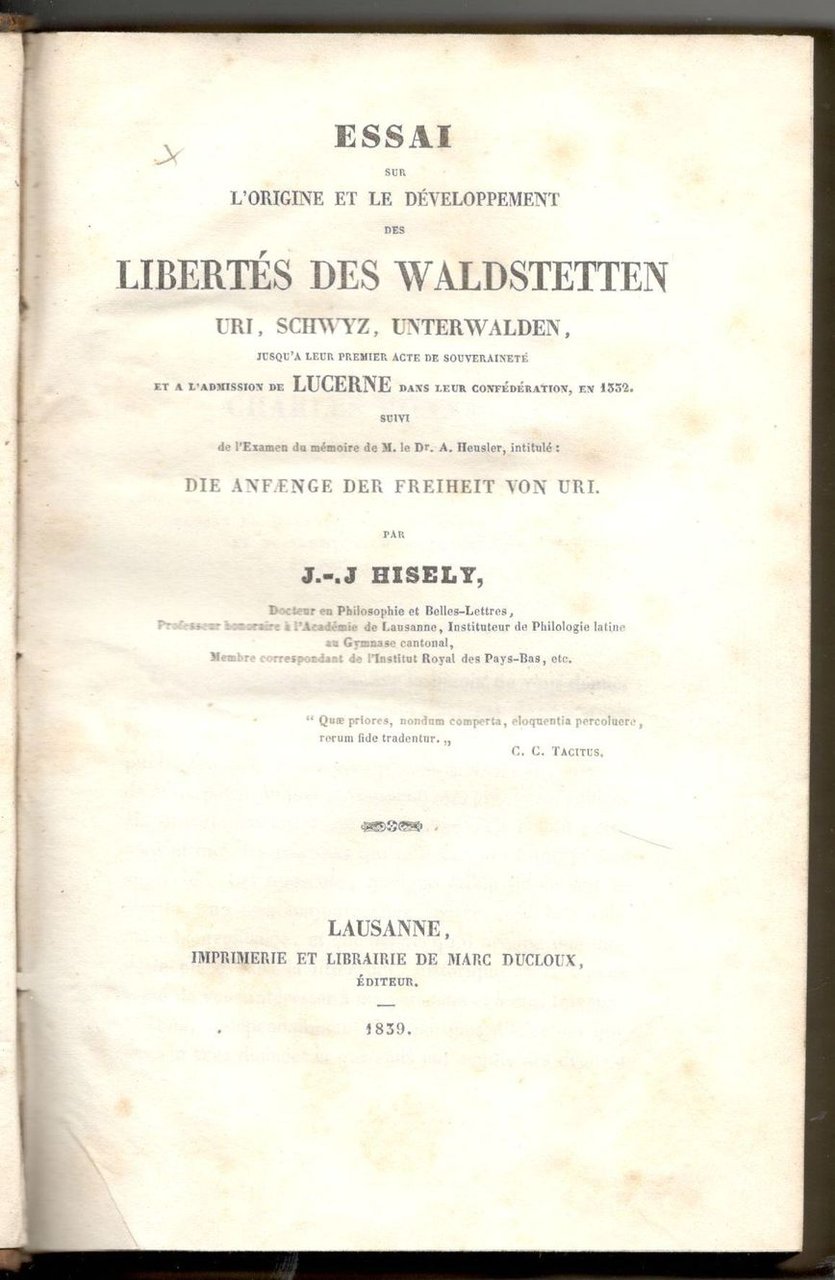 ESSAI
SUR
L'ORIGINE ET LE DÉVELOPPEMENT
DES
LIBERTÉS DES WALDSTETTEN
URI, SCHWYZ, UNTERWALDEN,
JUSQU'A LEUR PREMIER ACTE DE SOUVERAINETÉ
ET A L'ADMISSION DE LUCERNE DANS LEUR CONFÉDÉRATION, EN 1332.
SUIVI
de l'Examen du mémoire de M. le Dr. A. Heusler, intitulé :
DIE ANFÆNGE DER FREIHEIT VON URI.
PAR
J.-.J HISELY,
Docteur en Philosophie et Belles-Lettres,
Professeur honoraire à l'Académie de Lausanne, Instituteur de Philologie latine
au Gymnase cantonal,
Membre correspondant de l'Institut Royal des Pays-Bas, etc.
“ Quæ priores, nondum comperta, eloquentia percoluere,
rerum fide tradentur. „
C. C. TACITUS.
LAUSANNE,
IMPRIMERIE ET LIBRAIRIE DE MARC DUCLOUX,
ÉDITEUR.
1839.